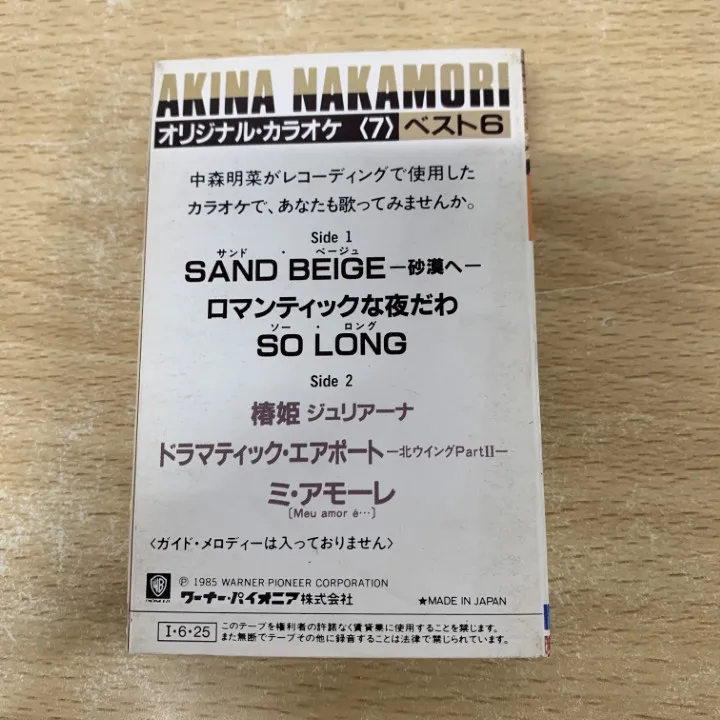 AKINA NAKAMORI
オリジナル・カラオケ 〈7〉 ベスト6
中森明菜がレコーディングで使用した
カラオケで、あなたも歌ってみませんか。
Side 1
サンド ・ ベージュ
SAND BEIGE—砂漠へ—
ロマンティックな夜だわ
ソー ・ ロング
SO LONG
Side 2
椿姫 ジュリアーナ
ドラマティック・エアポート—北ウイングPartII—
ミ・アモーレ
〔Meu amor é…〕
〈ガイド・メロディーは入っておりません〉
Ⓟ 1985 WARNER PIONEER CORPORATION
ワーナー・パイオニア株式会社
★MADE IN JAPAN
I・6・25
このテープを権利者の許諾なく賃貸業に使用することを禁じます。
また無断でテープその他に録音することは法律で禁じられています。